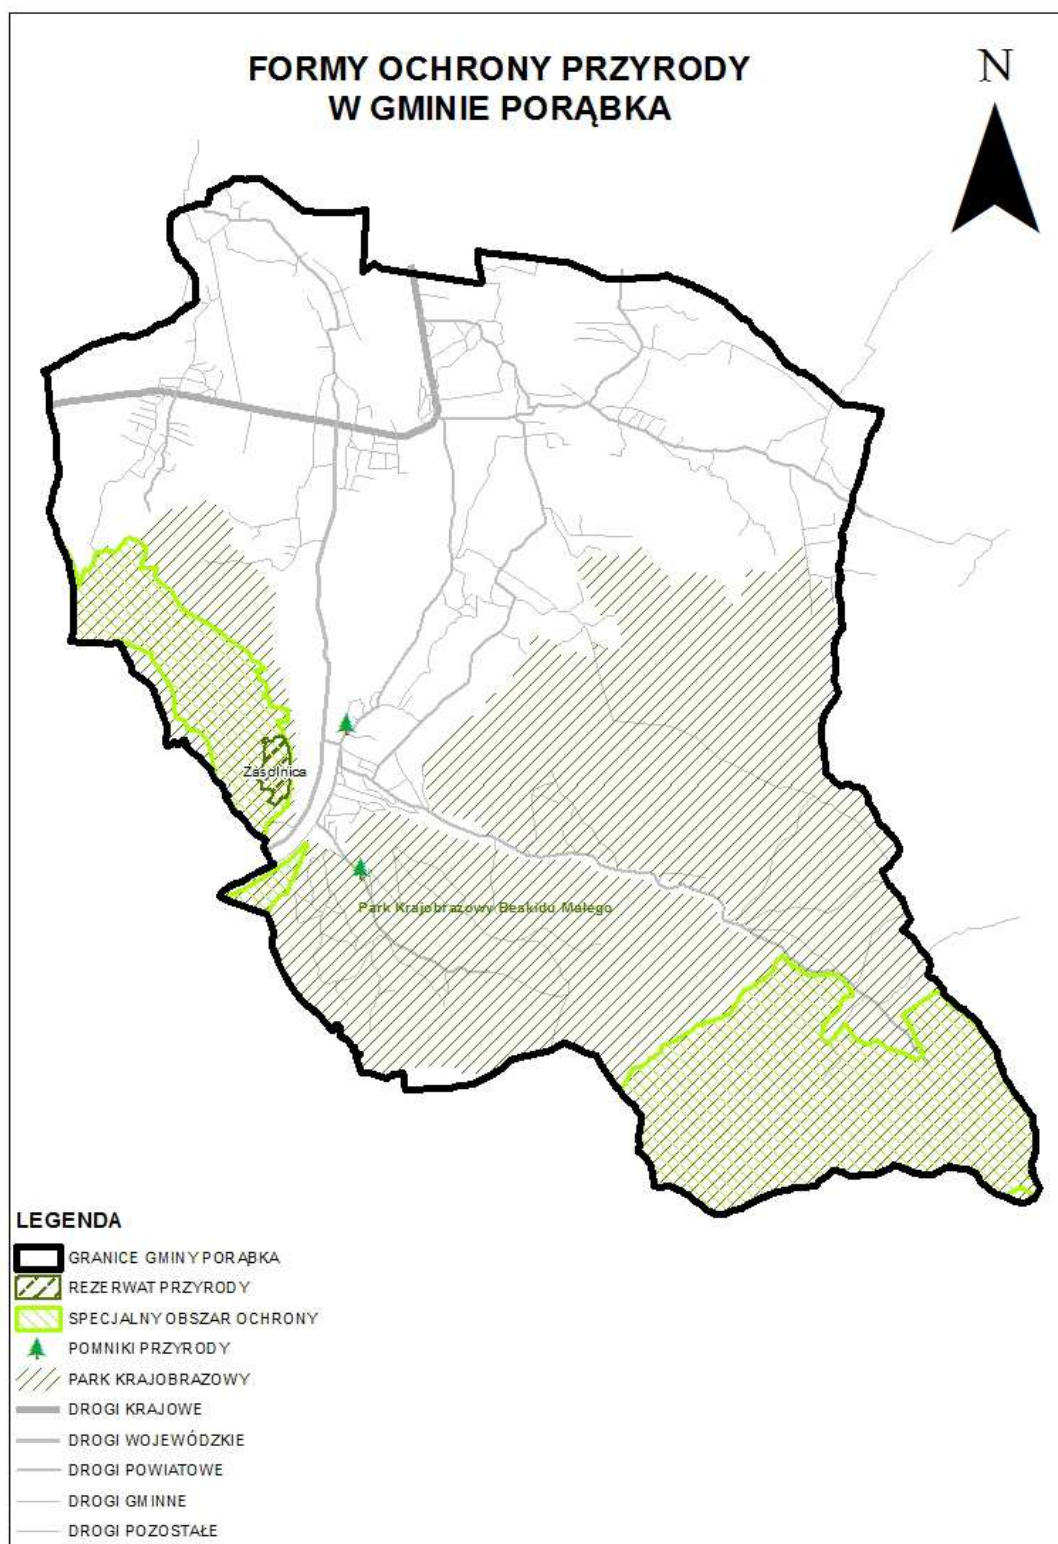 FORMY OCHRONY PRZYRODY
W GMINIE PORĄBKA
N
Zasolnica
Park Krajobrazowy Beskidu Małego
LEGENDA
GRANICE GMINY PORĄBKA
REZERWAT PRZYRODY
SPECJALNY OBSZAR OCHRONY
POMNIKI PRZYRODY
PARK KRAJOBRAZOWY
DROGI KRAJOWE
DROGI WOJEWÓDZKIE
DROGI POWIATOWE
DROGI GMINNE
DROGI POZOSTAŁE